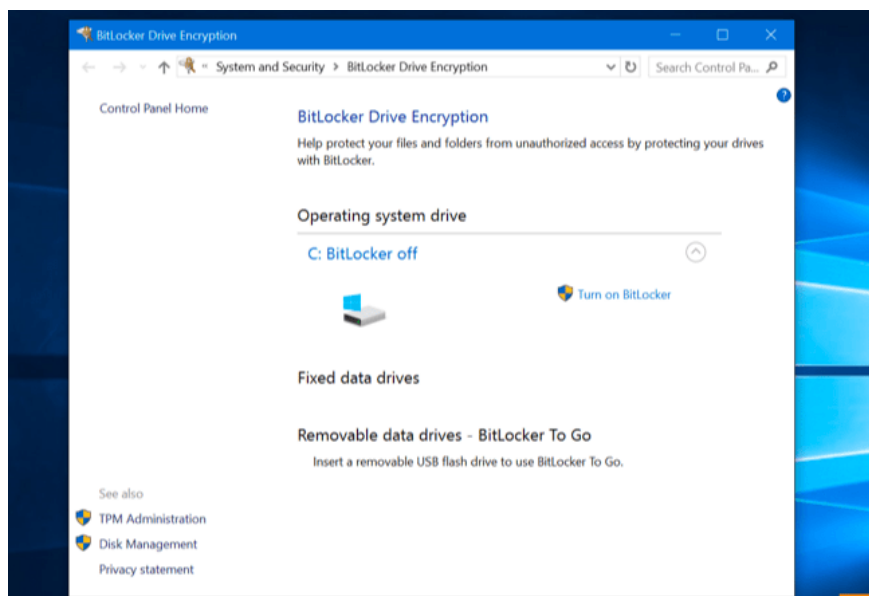 BitLocker Drive Encryption
System and Security > BitLocker Drive Encryption
Search Control Pa...
?
Control Panel Home
BitLocker Drive Encryption
Help protect your files and folders from unauthorized access by protecting your drives
with BitLocker.
Operating system drive
C: BitLocker off
Turn on BitLocker
Fixed data drives
Removable data drives - BitLocker To Go
Insert a removable USB flash drive to use BitLocker To Go.
See also
TPM Administration
Disk Management
Privacy statement